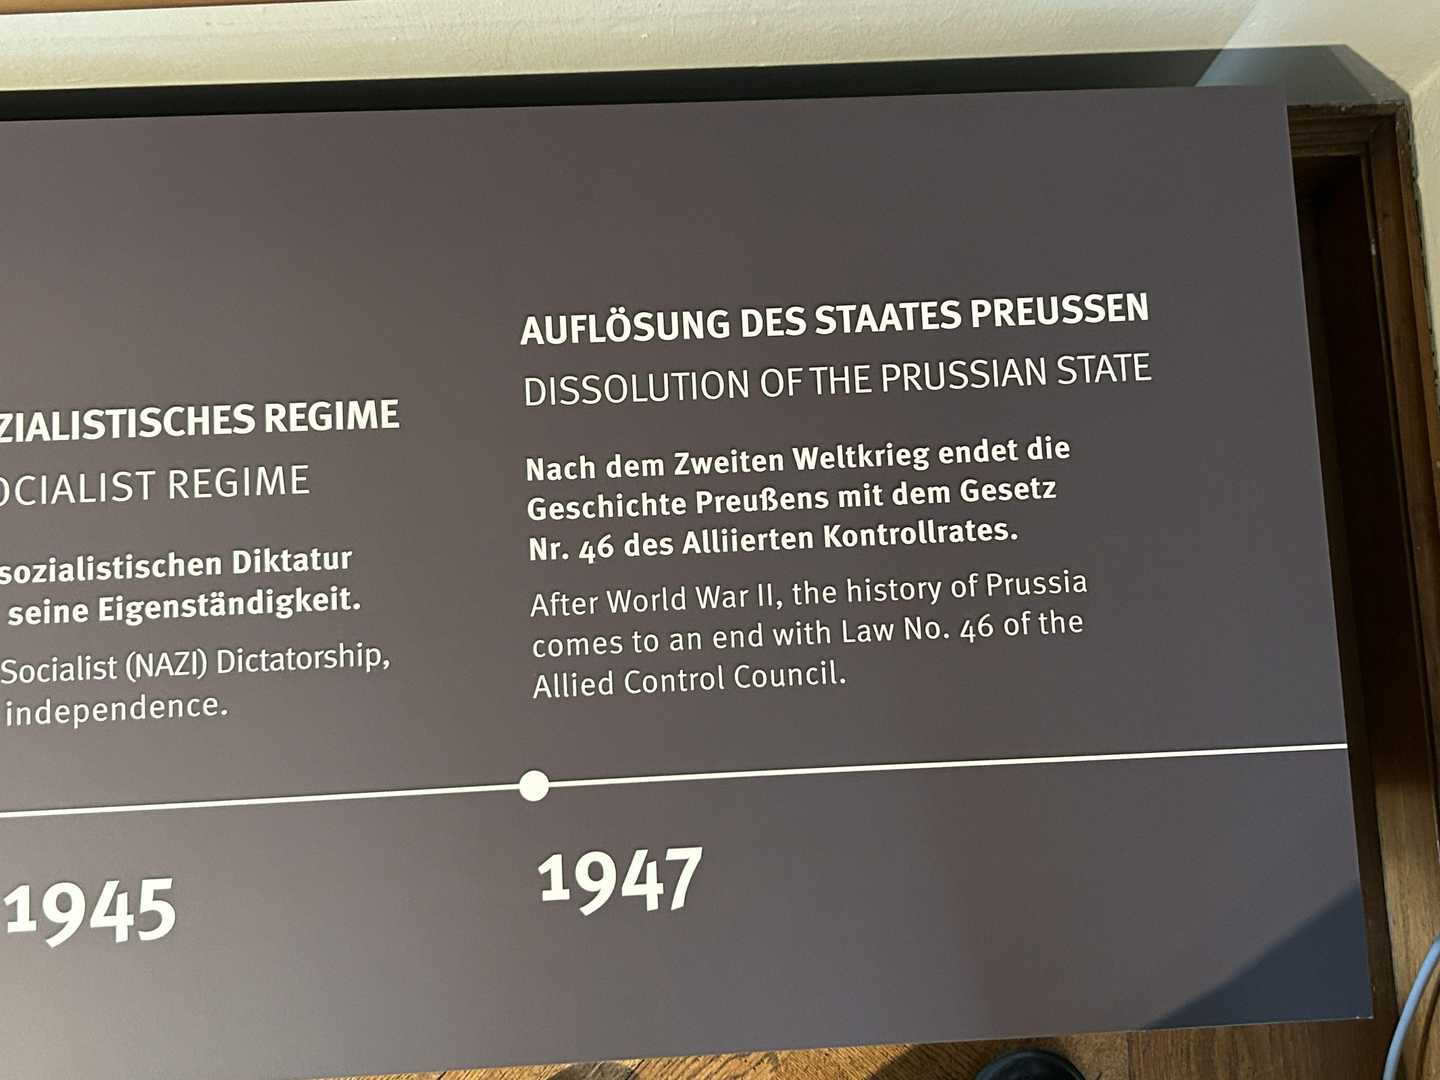 ZIALISTISCHES REGIME
OCIALIST REGIME
sozialistischen Diktatur
seine Eigenständigkeit.
Socialist (NAZI) Dictatorship,
independence.
1945
AUFLÖSUNG DES STAATES PREUSSEN
DISSOLUTION OF THE PRUSSIAN STATE
Nach dem Zweiten Weltkrieg endet die
Geschichte Preußens mit dem Gesetz
Nr. 46 des Alliierten Kontrollrates.
After World War II, the history of Prussia
comes to an end with Law No. 46 of the
Allied Control Council.
1947